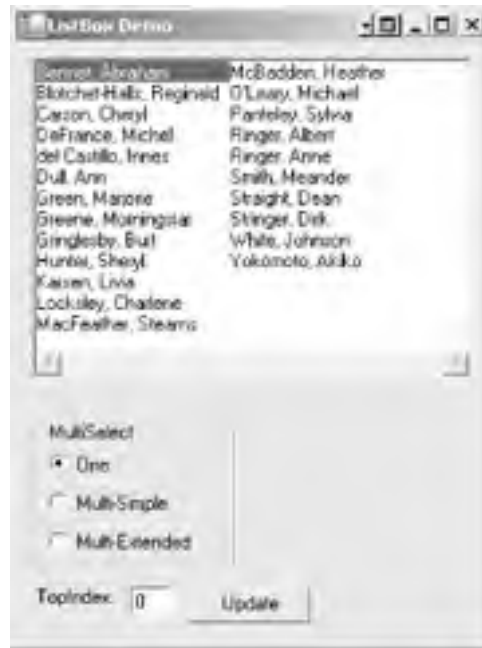 ListBox Demo
Bennet, Abraham
Blotchet-Halls, Reginald
Carson, Cheryl
DeFrance, Michel
del Castillo, Innes
Dull, Ann
Green, Marjorie
Greene, Morningstar
Gringlesby, Burt
Hunter, Sheryl
Karsen, Livia
Locksley, Charlene
MacFeather, Stearns
McBadden, Heather
O'Leary, Michael
Panteley, Sylvia
Ringer, Albert
Ringer, Anne
Smith, Meander
Straight, Dean
Stringer, Dirk
White, Johnson
Yokomoto, Akiko
MultiSelect
One
Multi-Simple
Multi-Extended
TopIndex: 0 Update